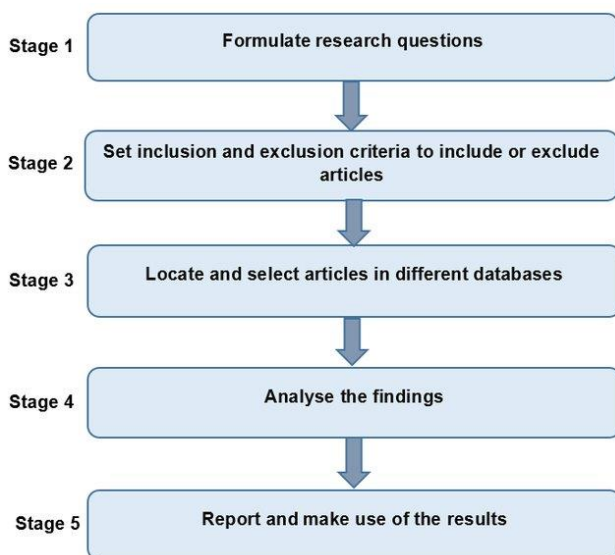 Stage 1
Formulate research questions
Stage 2
Set inclusion and exclusion criteria to include or exclude
articles
Stage 3
Locate and select articles in different databases
Stage 4
Analyse the findings
Stage 5
Report and make use of the results